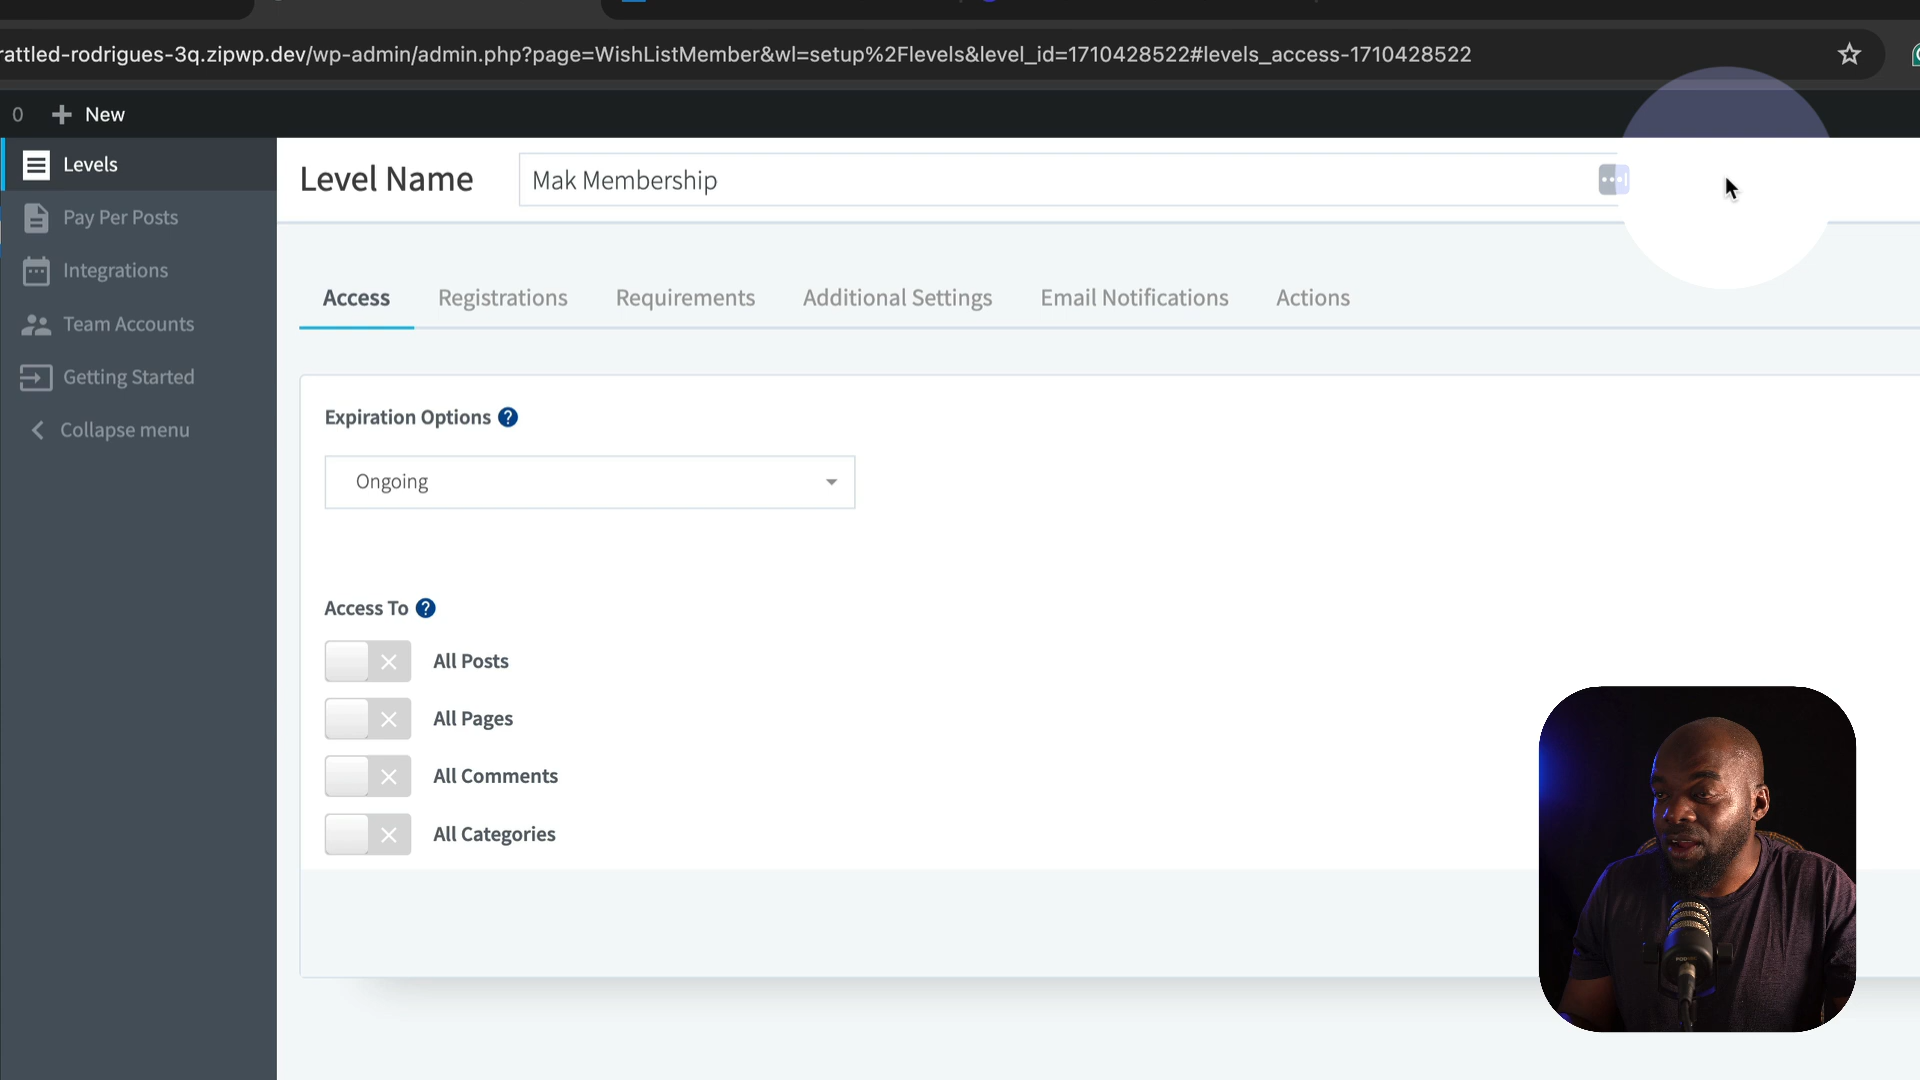 rattled-rodrigues-3q.zipwp.dev/wp-admin/admin.php?page=WishListMember&wl=setup%2Flevels&level_id=1710428522#levels_access-1710428522
0 + New
Levels
Pay Per Posts
Integrations
Team Accounts
Getting Started
Collapse menu
Level Name
Mak Membership
Access
Registrations
Requirements
Additional Settings
Email Notifications
Actions
Expiration Options ?
Ongoing
Access To ?
All Posts
All Pages
All Comments
All Categories